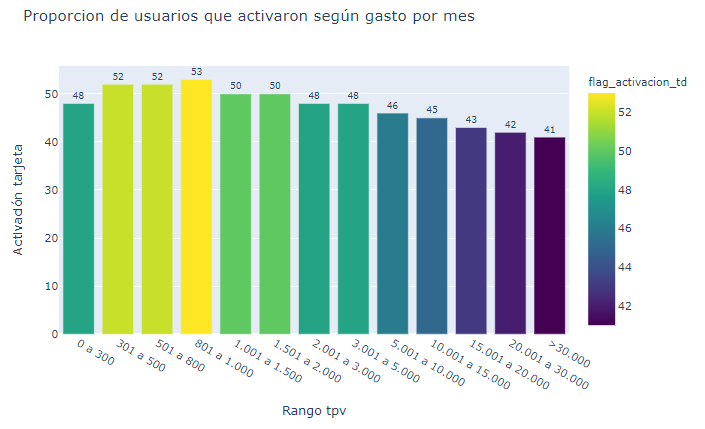 Proporcion de usuarios que activaron según gasto por mes
flag_activacion_td
Activación tarjeta
50
40
30
20
10
0
48
52
52
53
50
50
48
48
46
45
43
42
41
0 a 300
301 a 500
501 a 800
801 a 1.000
1.001 a 1.500
1.501 a 2.000
2.001 a 3.000
3.001 a 5.000
5.001 a 10.000
10.001 a 15.000
15.001 a 20.000
20.001 a 30.000
>30.000
Rango tpv
52
50
48
46
44
42